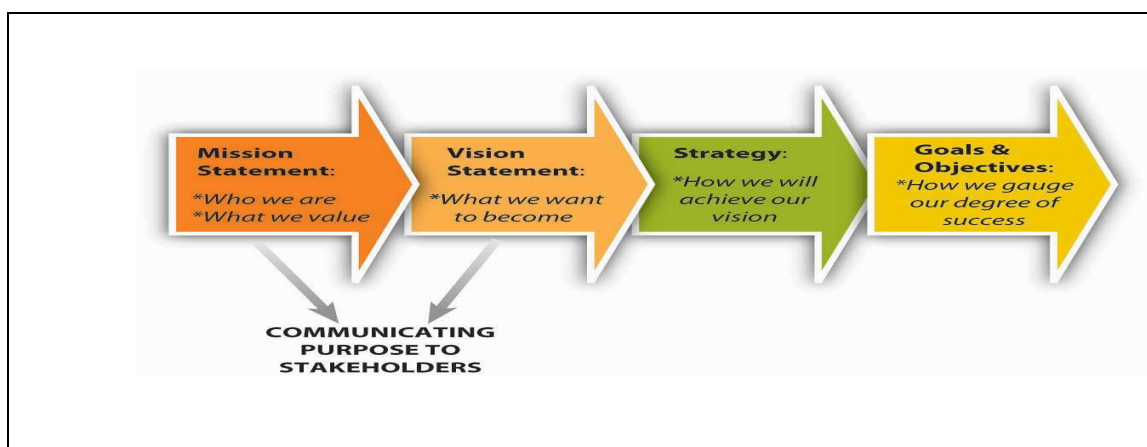 Mission
Statement:
*Who we are
*What we value
Vision
Statement:
*What we want
to become
Strategy:
*How we will
achieve our
vision
Goals &
Objectives:
*How we gauge
our degree of
success
COMMUNICATING
PURPOSE TO
STAKEHOLDERS